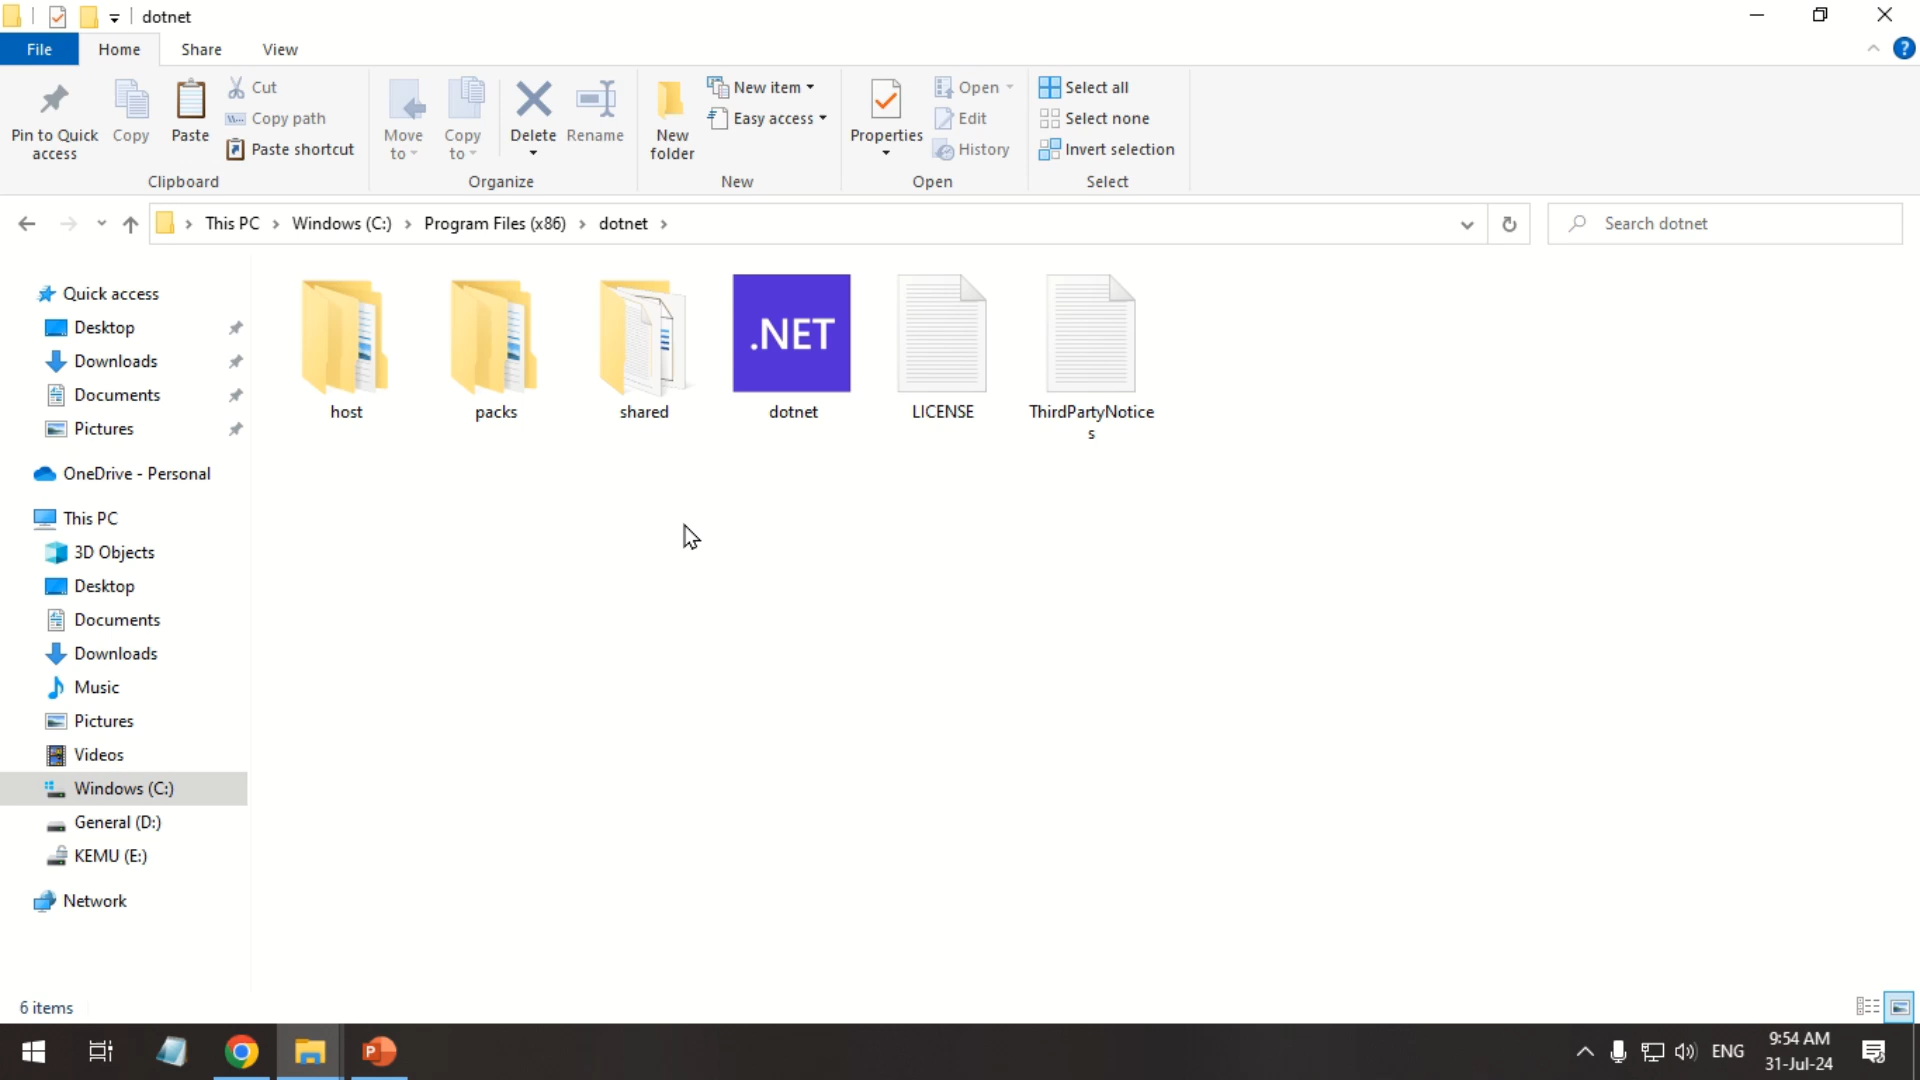 dotnet
File Home Share View
Pin to Quick access
Copy
Paste
Cut
Copy path
Paste shortcut
Clipboard
Move to
Copy to
Delete
Rename
Organize
New folder
New item
Easy access
New
Properties
Open
Edit
History
Open
Select all
Select none
Invert selection
Select
This PC > Windows (C:) > Program Files (x86) > dotnet >
Search dotnet
Quick access
Desktop
Downloads
Documents
Pictures
OneDrive - Personal
This PC
3D Objects
Desktop
Documents
Downloads
Music
Pictures
Videos
Windows (C:)
General (D:)
KEMU (E:)
Network
.NET
host
packs
shared
dotnet
LICENSE
ThirdPartyNotice
s
6 items
P
ENG
9:54 AM
31-Jul-24